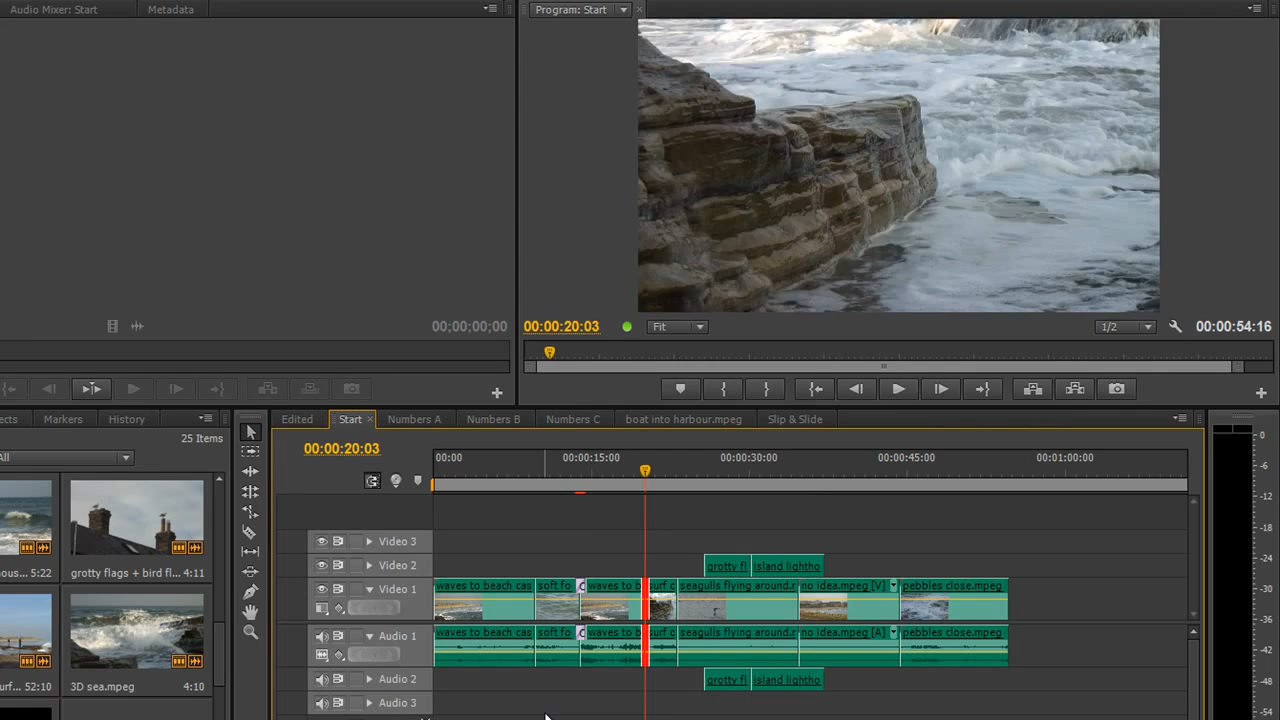 Audio Mixer: Start
Metadata
Program: Start
00;00;00;00
00:00:20:03
Fit
1/2
00:00:54:16
Markers
History
25 Items
5:22
grotty flags + bird fl...
4:11
52:10
3D sea.mpeg
4:10
Edited
Start
Numbers A
Numbers B
Numbers C
boat into harbour.mpeg
Slip & Slide
00:00:20:03
00:00
00:00:15:00
00:00:30:00
00:00:45:00
00:01:00:00
Video 3
Video 2
grotty fl
island lightho
Video 1
waves to beach cas
soft fo
waves to b
surf c
seagulls flying around.r
no idea.mpeg [V]
pebbles close.mpeg
Audio 1
waves to beach cas
soft fo
waves to b
surf c
seagulls flying around.r
no idea.mpeg [A]
pebbles close.mpeg
Audio 2
grotty fl
island lightho
Audio 3
0
-6
-12
-18
-24
-30
-36
-42
-48
-54